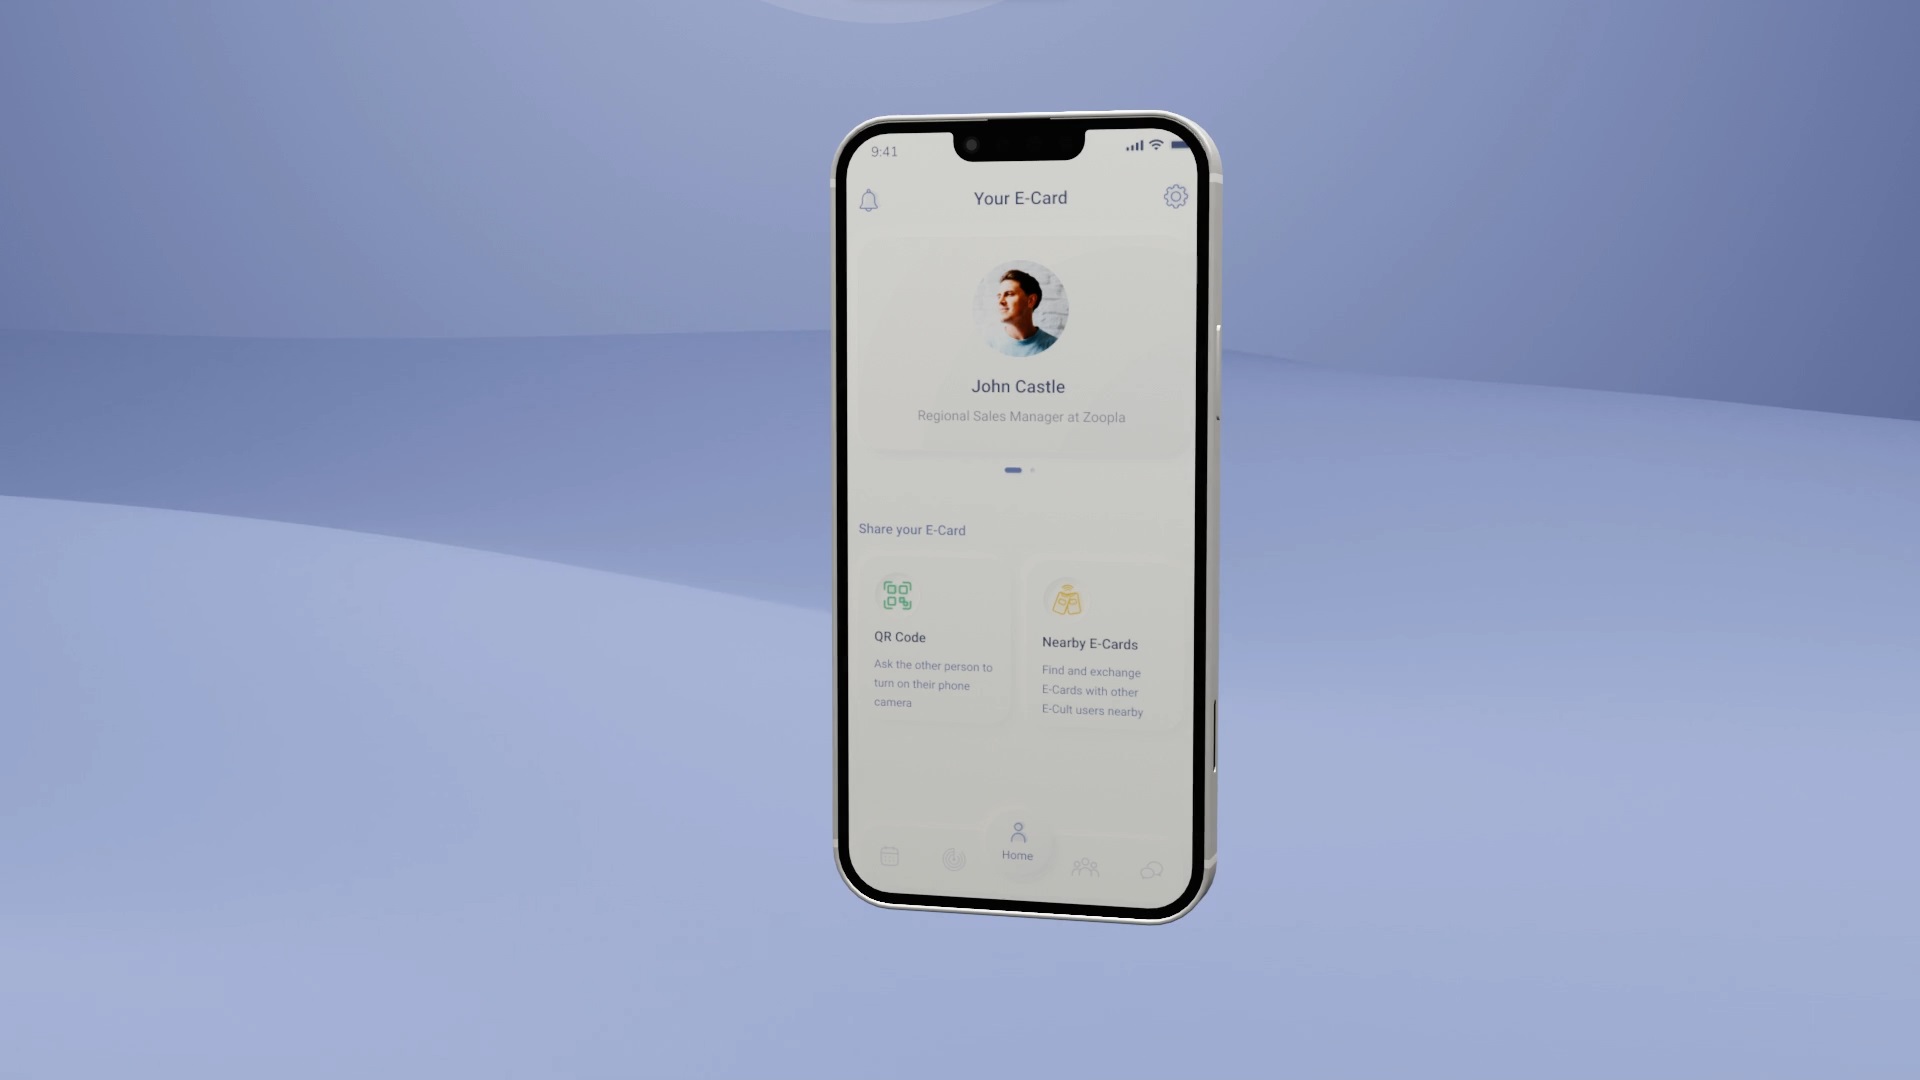 9:41
Your E-Card
John Castle
Regional Sales Manager at Zoopla
Share your E-Card
QR Code
Ask the other person to
turn on their phone
camera
Nearby E-Cards
Find and exchange
E-Cards with other
E-Cult users nearby
Home